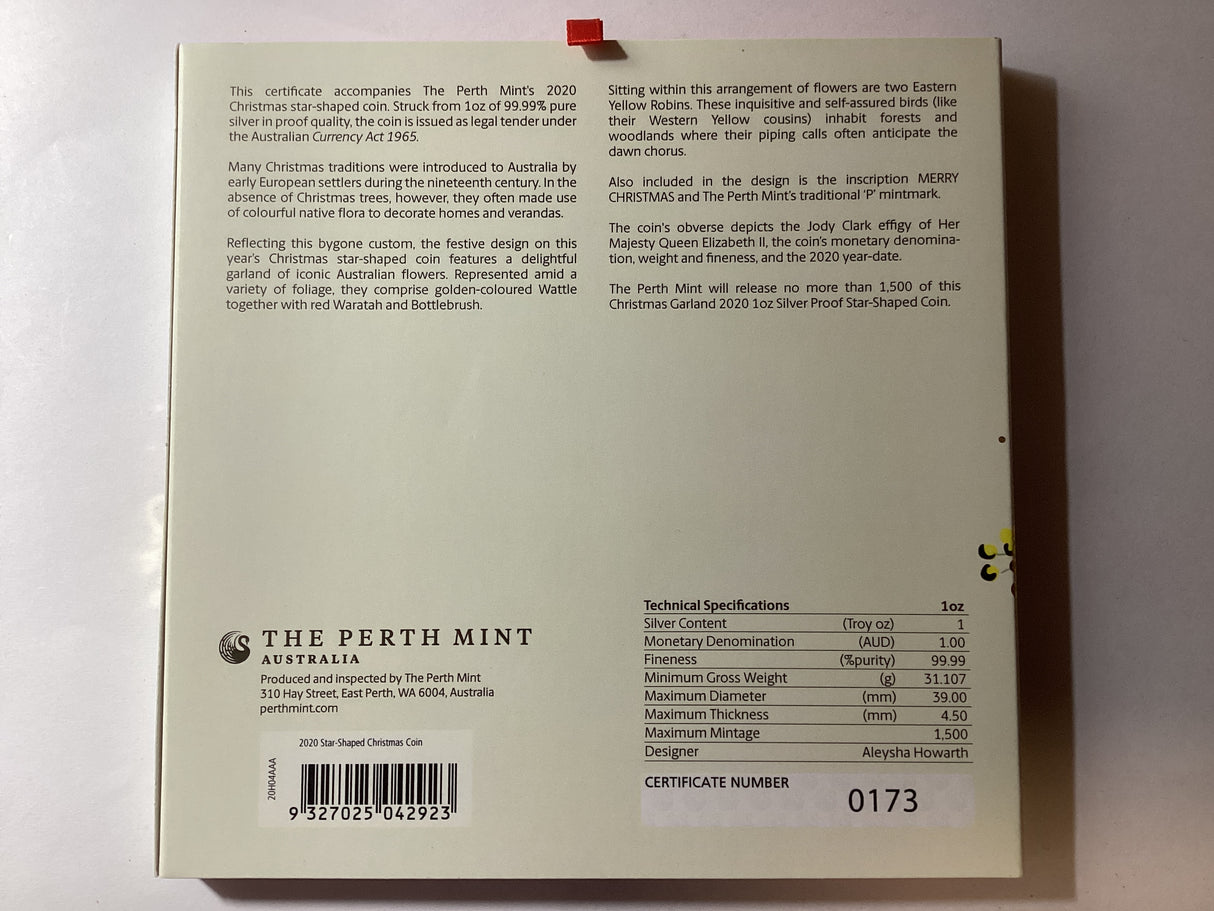 This certificate accompanies The Perth Mint's 2020
Christmas star-shaped coin. Struck from 1oz of 99.99% pure
silver in proof quality, the coin is issued as legal tender under
the Australian Currency Act 1965.
Many Christmas traditions were introduced to Australia by
early European settlers during the nineteenth century. In the
absence of Christmas trees, however, they often made use
of colourful native flora to decorate homes and verandas.
Reflecting this bygone custom, the festive design on this
year's Christmas star-shaped coin features a delightful
garland of iconic Australian flowers. Represented amid a
variety of foliage, they comprise golden-coloured Wattle
together with red Waratah and Bottlebrush.
Sitting within this arrangement of flowers are two Eastern
Yellow Robins. These inquisitive and self-assured birds (like
their Western Yellow cousins) inhabit forests and
woodlands where their piping calls often anticipate the
dawn chorus.
Also included in the design is the inscription MERRY
CHRISTMAS and The Perth Mint's traditional 'P' mintmark.
The coin's obverse depicts the Jody Clark effigy of Her
Majesty Queen Elizabeth II, the coin's monetary denomina-
tion, weight and fineness, and the 2020 year-date.
The Perth Mint will release no more than 1,500 of this
Christmas Garland 2020 1oz Silver Proof Star-Shaped Coin.
THE PERTH MINT
AUSTRALIA
Produced and inspected by The Perth Mint
310 Hay Street, East Perth, WA 6004, Australia
perthmint.com
2020 Star-Shaped Christmas Coin
20H04AAA
9 327025 042923
Technical Specifications 1oz
Silver Content (Troy oz) 1
Monetary Denomination (AUD) 1.00
Fineness (%purity) 99.99
Minimum Gross Weight (g) 31.107
Maximum Diameter (mm) 39.00
Maximum Thickness (mm) 4.50
Maximum Mintage 1,500
Designer Aleysha Howarth
CERTIFICATE NUMBER
0173